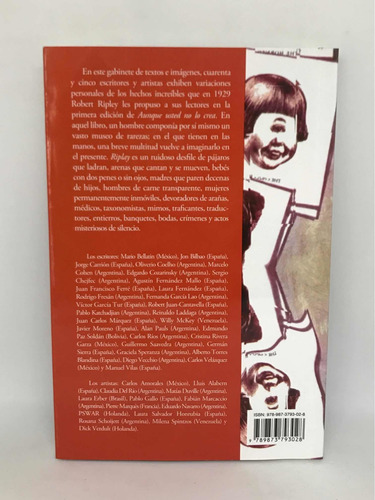 En este gabinete de textos e imágenes, cuarenta
y cinco escritores y artistas exhiben variaciones
personales de los hechos increíbles que en 1929
Robert Ripley les propuso a sus lectores en la
primera edición de Aunque usted no lo crea. En
aquel libro, un hombre componía por sí mismo un
vasto museo de rarezas; en el que tienen en las
manos, una breve multitud vuelve a imaginarlo en
el presente. Ripley es un ruidoso desfile de pájaros
que ladran, arenas que cantan y se mueven, bebés
con dos penes o sin ojos, madres que paren decenas
de hijos, hombres de carne transparente, mujeres
permanentemente inmóviles, devoradores de arañas,
médicos, taxonomistas, mimos, traficantes, traduc-
tores, entierros, banquetes, bodas, crímenes y actos
misteriosos de silencio.
Los escritores: Mario Bellatin (México), Jon Bilbao (España),
Jorge Carrión (España), Oliverio Coelho (Argentina), Marcelo
Cohen (Argentina), Edgardo Cozarinsky (Argentina), Sergio
Chejfec (Argentina), Agustín Fernández Mallo (España),
Juan Francisco Ferré (España), Laura Fernández (España),
Rodrigo Fresán (Argentina), Fernanda García Lao (Argentina),
Víctor García Tur (España), Robert Juan-Cantavella (España),
Pablo Katchadjian (Argentina), Reinaldo Laddaga (Argentina),
Juan Carlos Márquez (España), Willy McKey (Venezuela),
Javier Moreno (España), Alan Pauls (Argentina), Edmundo
Paz Soldán (Bolivia), Carlos Ríos (Argentina), Cristina Rivera
Garza (México), Guillermo Saavedra (Argentina), Germán
Sierra (España), Graciela Speranza (Argentina), Alberto Torres
Blandina (España), Diego Vecchio (Argentina), Carlos Velázquez
(México) y Manuel Vilas (España).
Los artistas: Carlos Amorales (México), Lluís Alabern
(España), Claudia Del Río (Argentina), Matías Duville (Argentina),
Laura Erber (Brasil), Pablo Gallo (España), Fabián Marcaccio
(Argentina), Pierre Marquès (Francia), Eduardo Navarro (Argentina),
PSWAR (Holanda), Laura Salvador Honrubia (España),
Rosana Schoijett (Argentina), Milena Spinizos (Venezuela) y
Dick Verdult (Holanda).
ISBN: 978-987-3793-02-8
9789873793028